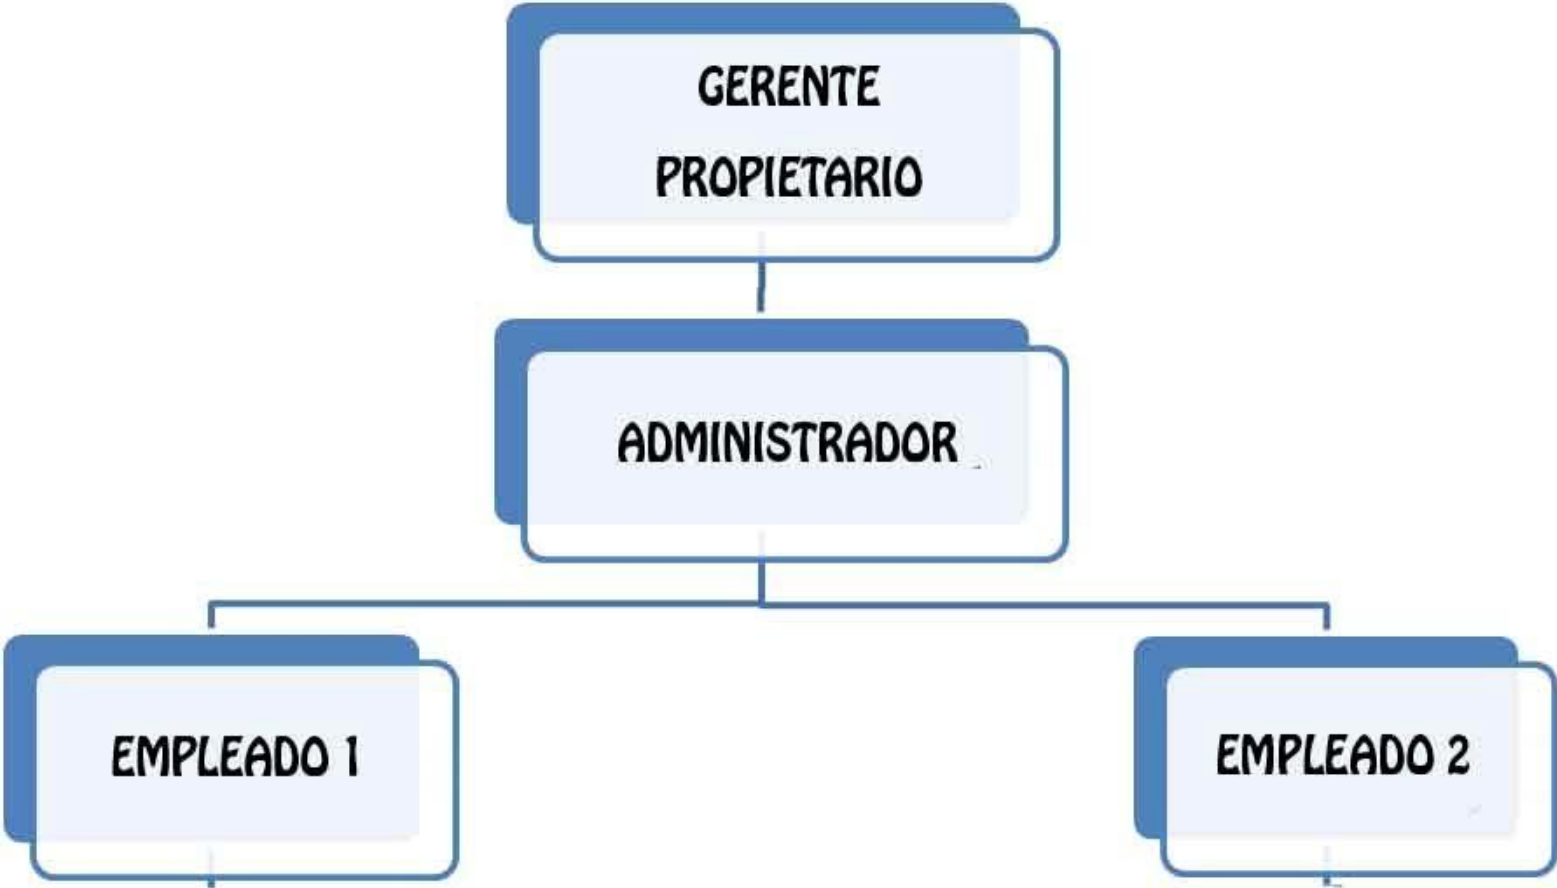 GERENTE
PROPIETARIO
ADMINISTRADOR
EMPLEADO 1
EMPLEADO 2